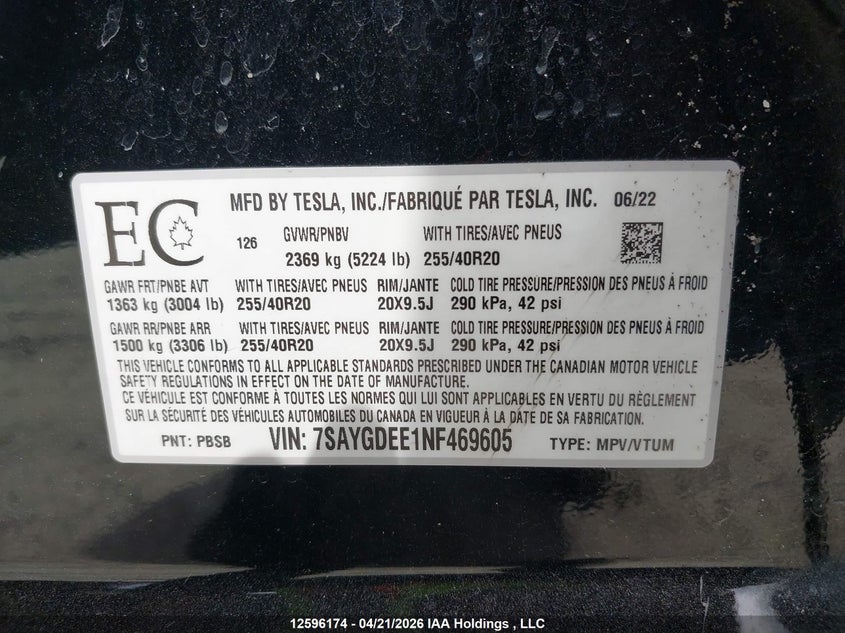 EC
MFD BY TESLA, INC./FABRIQUÉ PAR TESLA, INC. 06/22
126 GVWR/PNBV WITH TIRES/AVEC PNEUS
2369 kg (5224 lb) 255/40R20
GAWR FRT/PNBE AVT WITH TIRES/AVEC PNEUS RIM/JANTE COLD TIRE PRESSURE/PRESSION DES PNEUS À FROID
1363 kg (3004 lb) 255/40R20 20X9.5J 290 kPa, 42 psi
GAWR RR/PNBE ARR WITH TIRES/AVEC PNEUS RIM/JANTE COLD TIRE PRESSURE/PRESSION DES PNEUS À FROID
1500 kg (3306 lb) 255/40R20 20X9.5J 290 kPa, 42 psi
THIS VEHICLE CONFORMS TO ALL APPLICABLE STANDARDS PRESCRIBED UNDER THE CANADIAN MOTOR VEHICLE
SAFETY REGULATIONS IN EFFECT ON THE DATE OF MANUFACTURE.
CE VÉHICULE EST CONFORME À TOUTES LES NORMES QUI LUI SONT APPLICABLES EN VERTU DU RÈGLEMENT
SUR LA SÉCURITÉ DES VÉHICULES AUTOMOBILES DU CANADA EN VIGUEUR À LA DATE DE SA FABRICATION.
PNT: PBSB VIN: 7SAYGDEE1NF469605 TYPE: MPV/VTUM
12596174 - 04/21/2026 IAA Holdings , LLC